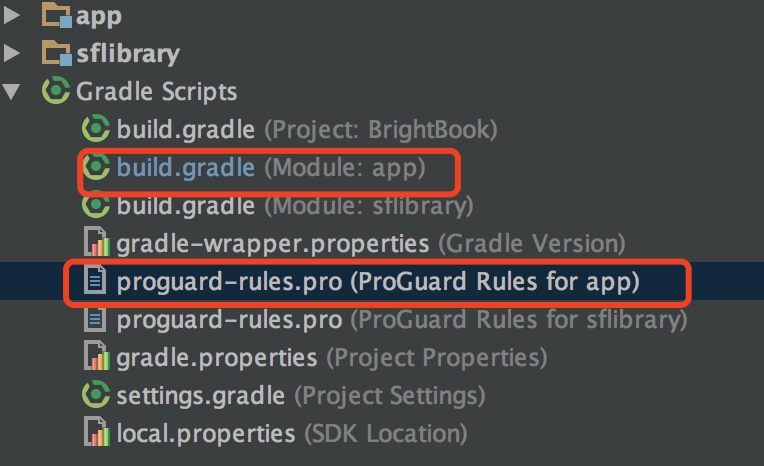 app
sflibrary
Gradle Scripts
build.gradle (Project: BrightBook)
build.gradle (Module: app)
build.gradle (Module: sflibrary)
gradle-wrapper.properties (Gradle Version)
proguard-rules.pro (ProGuard Rules for app)
proguard-rules.pro (ProGuard Rules for sflibrary)
gradle.properties (Project Properties)
settings.gradle (Project Settings)
local.properties (SDK Location)